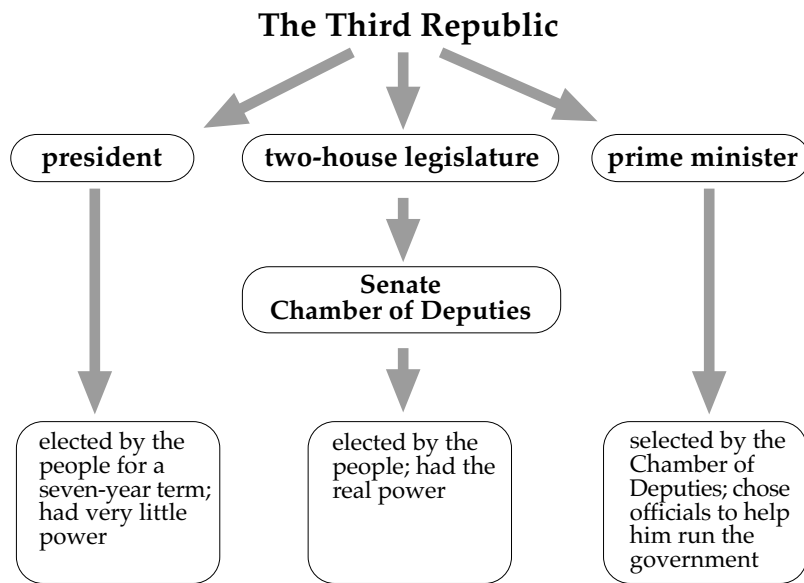 The Third Republic
president
two-house legislature
prime minister
Senate
Chamber of Deputies
elected by the
people for a
seven-year term;
had very little
power
elected by the
people; had the
real power
selected by the
Chamber of
Deputies; chose
officials to help
him run the
government